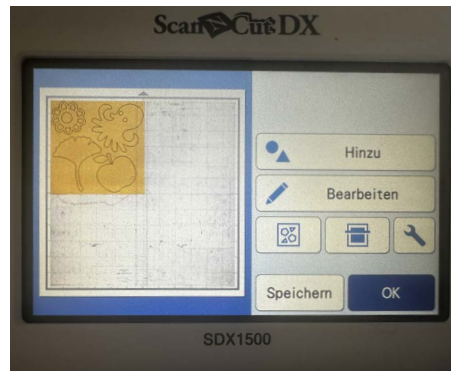 ScanNCut DX
Hinzu
Bearbeiten
Speichern
OK
SDX1500